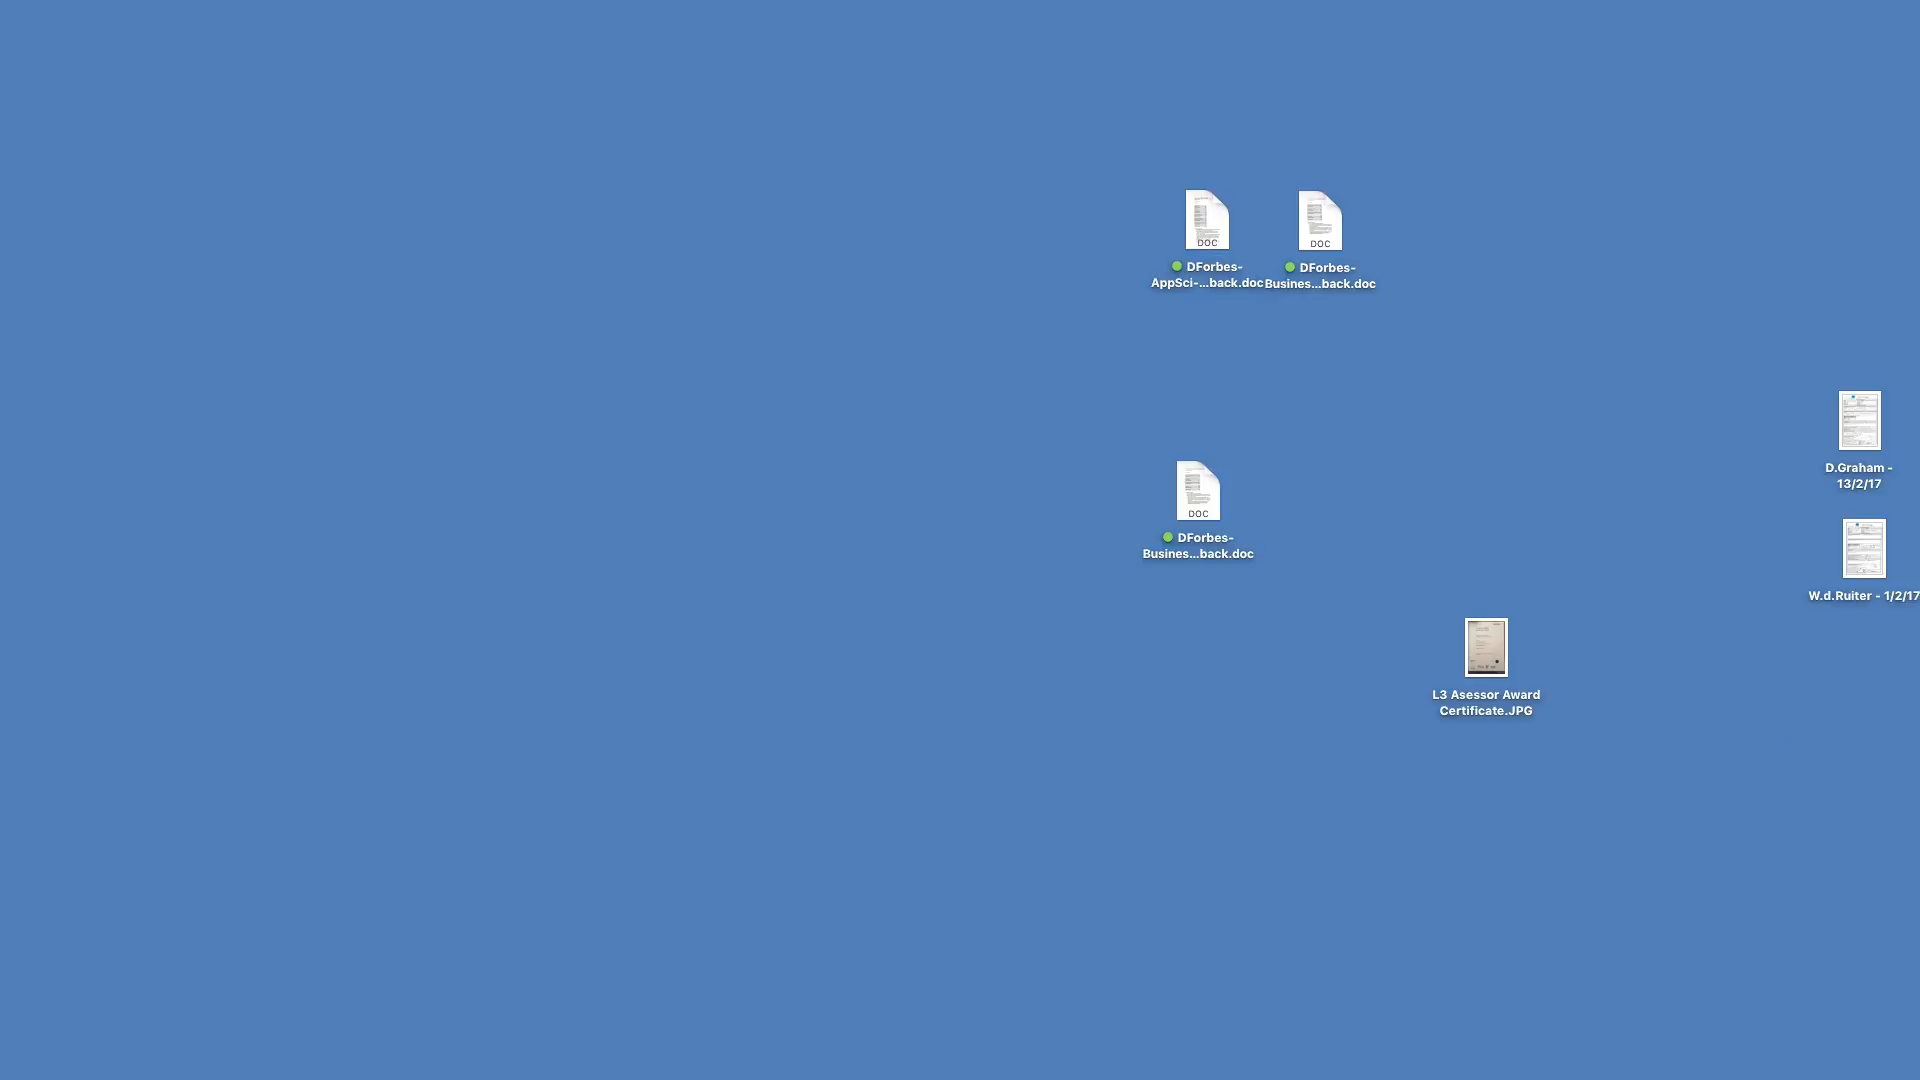 DOC
DForbes-
AppSci-...back.doc
DOC
DForbes-
Busines...back.doc
D.Graham -
13/2/17
DOC
DForbes-
Busines...back.doc
W.d.Ruiter - 1/2/17
L3 Asessor Award
Certificate.JPG